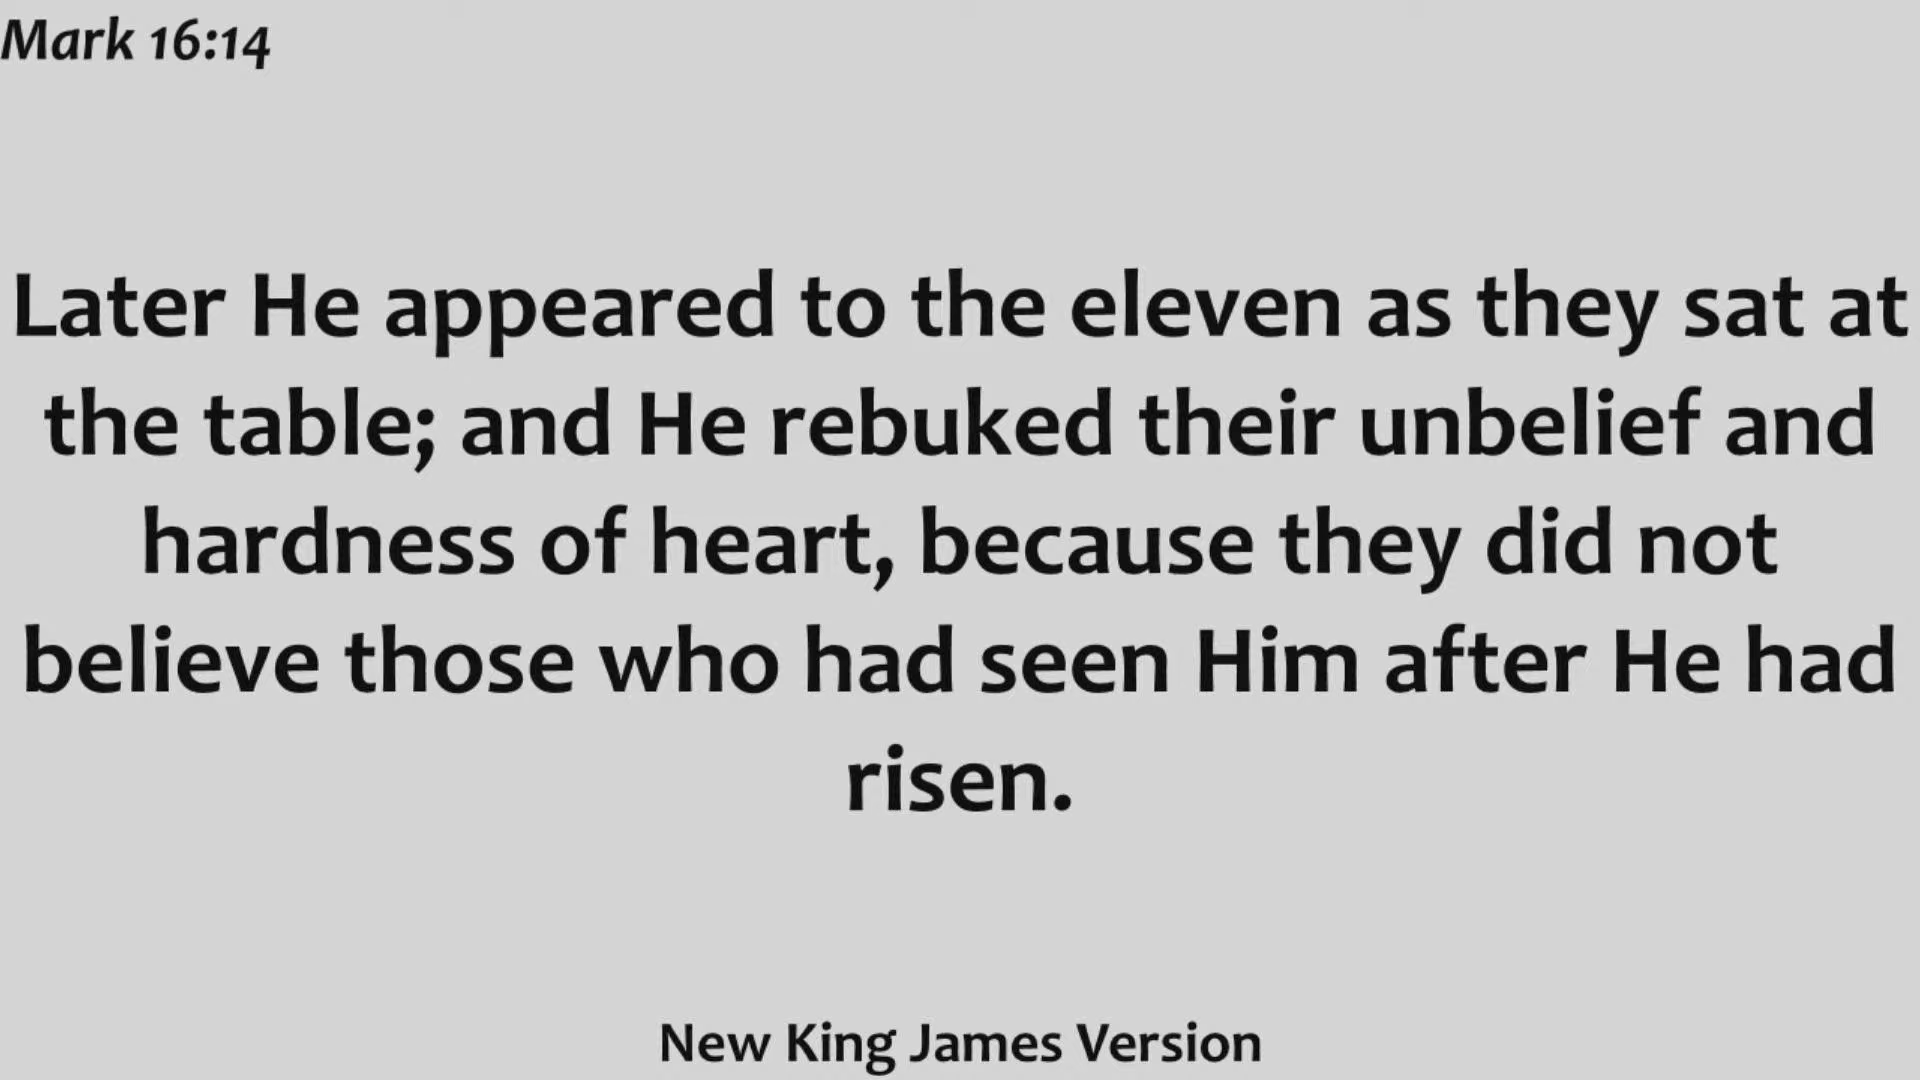 Mark 16:14
Later He appeared to the eleven as they sat at
the table; and He rebuked their unbelief and
hardness of heart, because they did not
believe those who had seen Him after He had
risen.
New King James Version